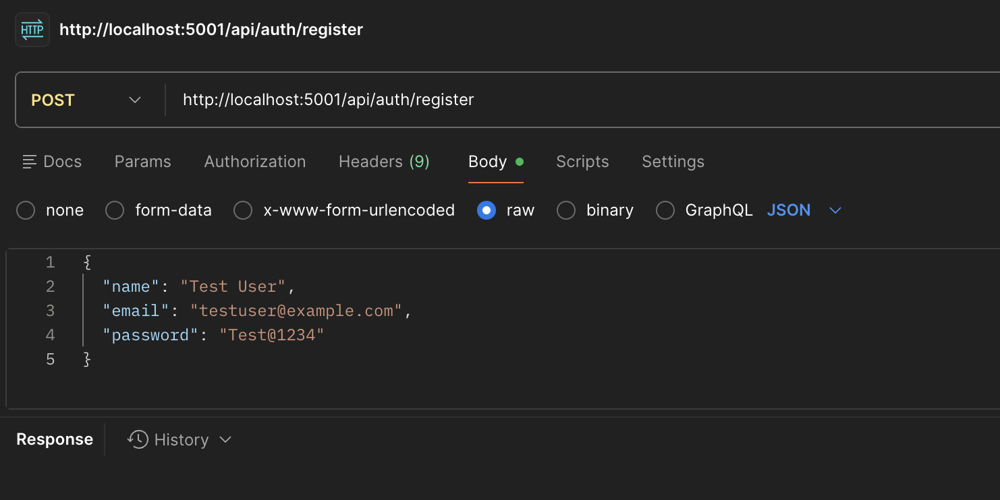 HTTP http://localhost:5001/api/auth/register
POST http://localhost:5001/api/auth/register
Docs Params Authorization Headers (9) Body Scripts Settings
none form-data x-www-form-urlencoded raw binary GraphQL JSON
1 {
2 "name": "Test User",
3 "email": "testuser@example.com",
4 "password": "Test@1234"
5 }
Response History